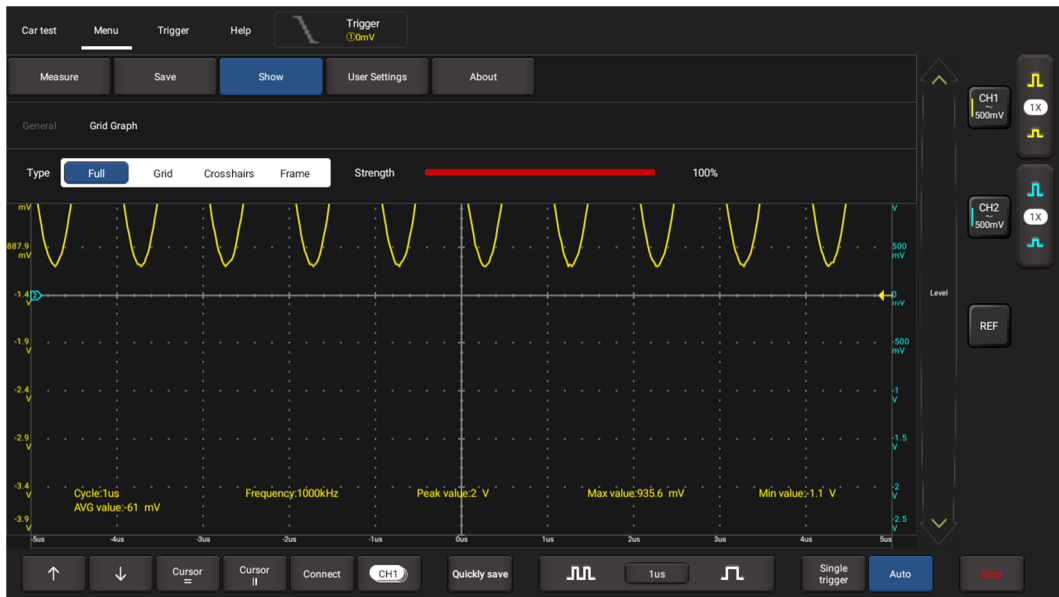 Car test Menu Trigger Help Trigger
①0mV
Measure Save Show User Settings About
General Grid Graph
Type Full Grid Crosshairs Frame Strength 100%
CH1
~
500mV
1X
CH2
~
500mV
1X
REF
Level
mV
887.9
mV
-1.4
V
-1.9
V
-2.4
V
-2.9
V
-3.4
V
-3.9
V
2
V
500
mV
0
mV
-500
mV
-1
V
-1.5
V
-2
V
-2.5
V
Cycle:1us Frequency:1000kHz Peak value:2 V Max value:935.6 mV Min value:-1.1 V
AVG value:-61 mV
-5us -4us -3us -2us -1us 0us 1us 2us 3us 4us 5us
↑ ↓ Cursor = Cursor || Connect CH1 Quickly save 1us Single trigger Auto Stop